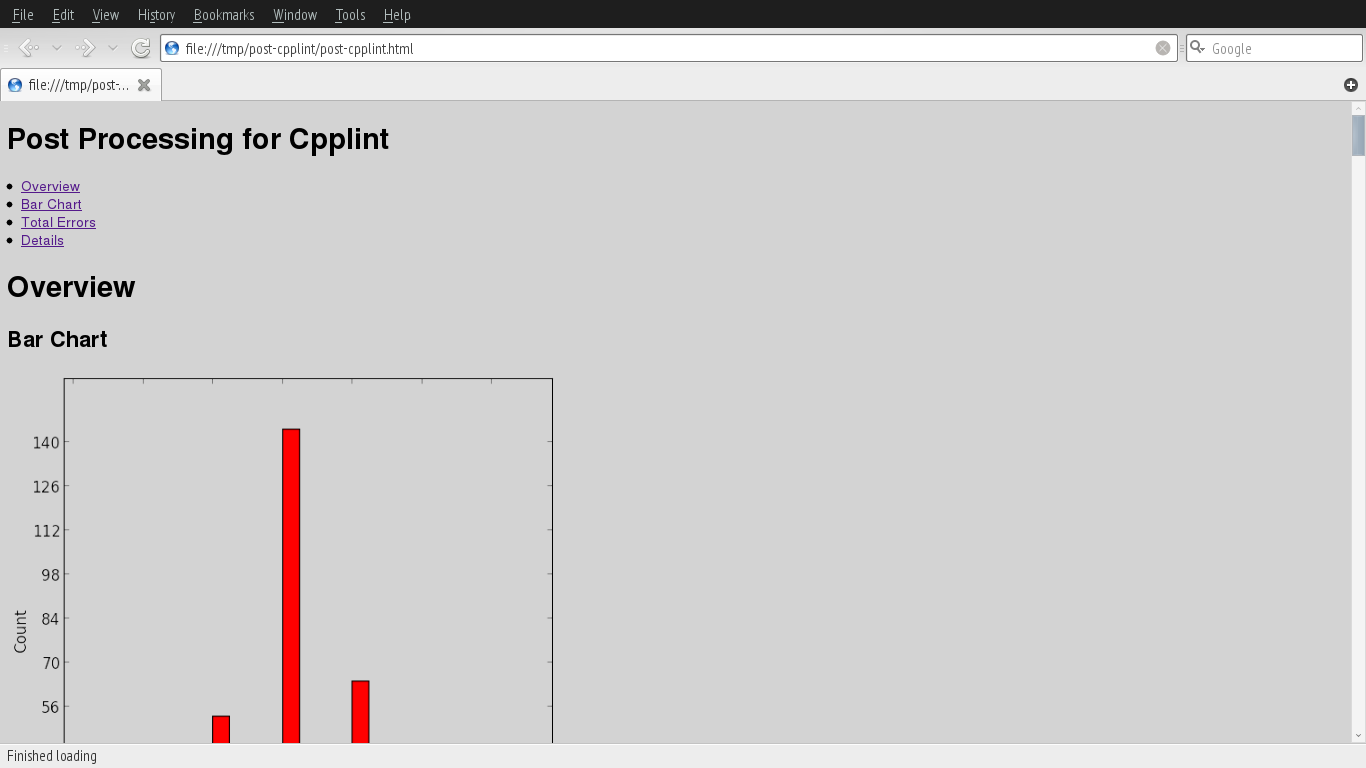 File Edit View History Bookmarks Window Tools Help
file:///tmp/post-cpplint/post-cpplint.html
Google
file:///tmp/post-...
Post Processing for Cpplint
Overview
Bar Chart
Total Errors
Details
Overview
Bar Chart
140
126
112
98
84
Count
70
56
Finished loading